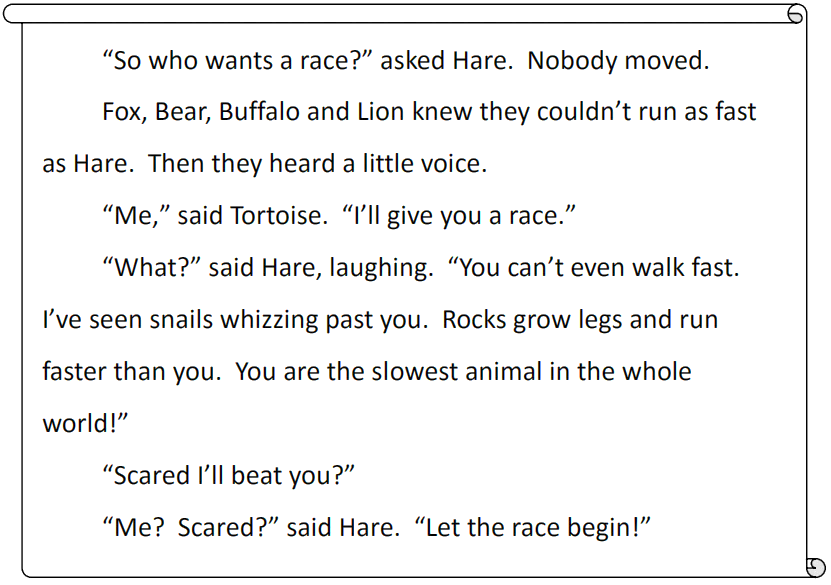 “So who wants a race?” asked Hare.  Nobody moved.
Fox, Bear, Buffalo and Lion knew they couldn’t run as fast
as Hare.  Then they heard a little voice.
“Me,” said Tortoise.  “I’ll give you a race.”
“What?” said Hare, laughing.  “You can’t even walk fast.
I’ve seen snails whizzing past you.  Rocks grow legs and run
faster than you.  You are the slowest animal in the whole
world!”
“Scared I’ll beat you?”
“Me?  Scared?” said Hare.  “Let the race begin!”